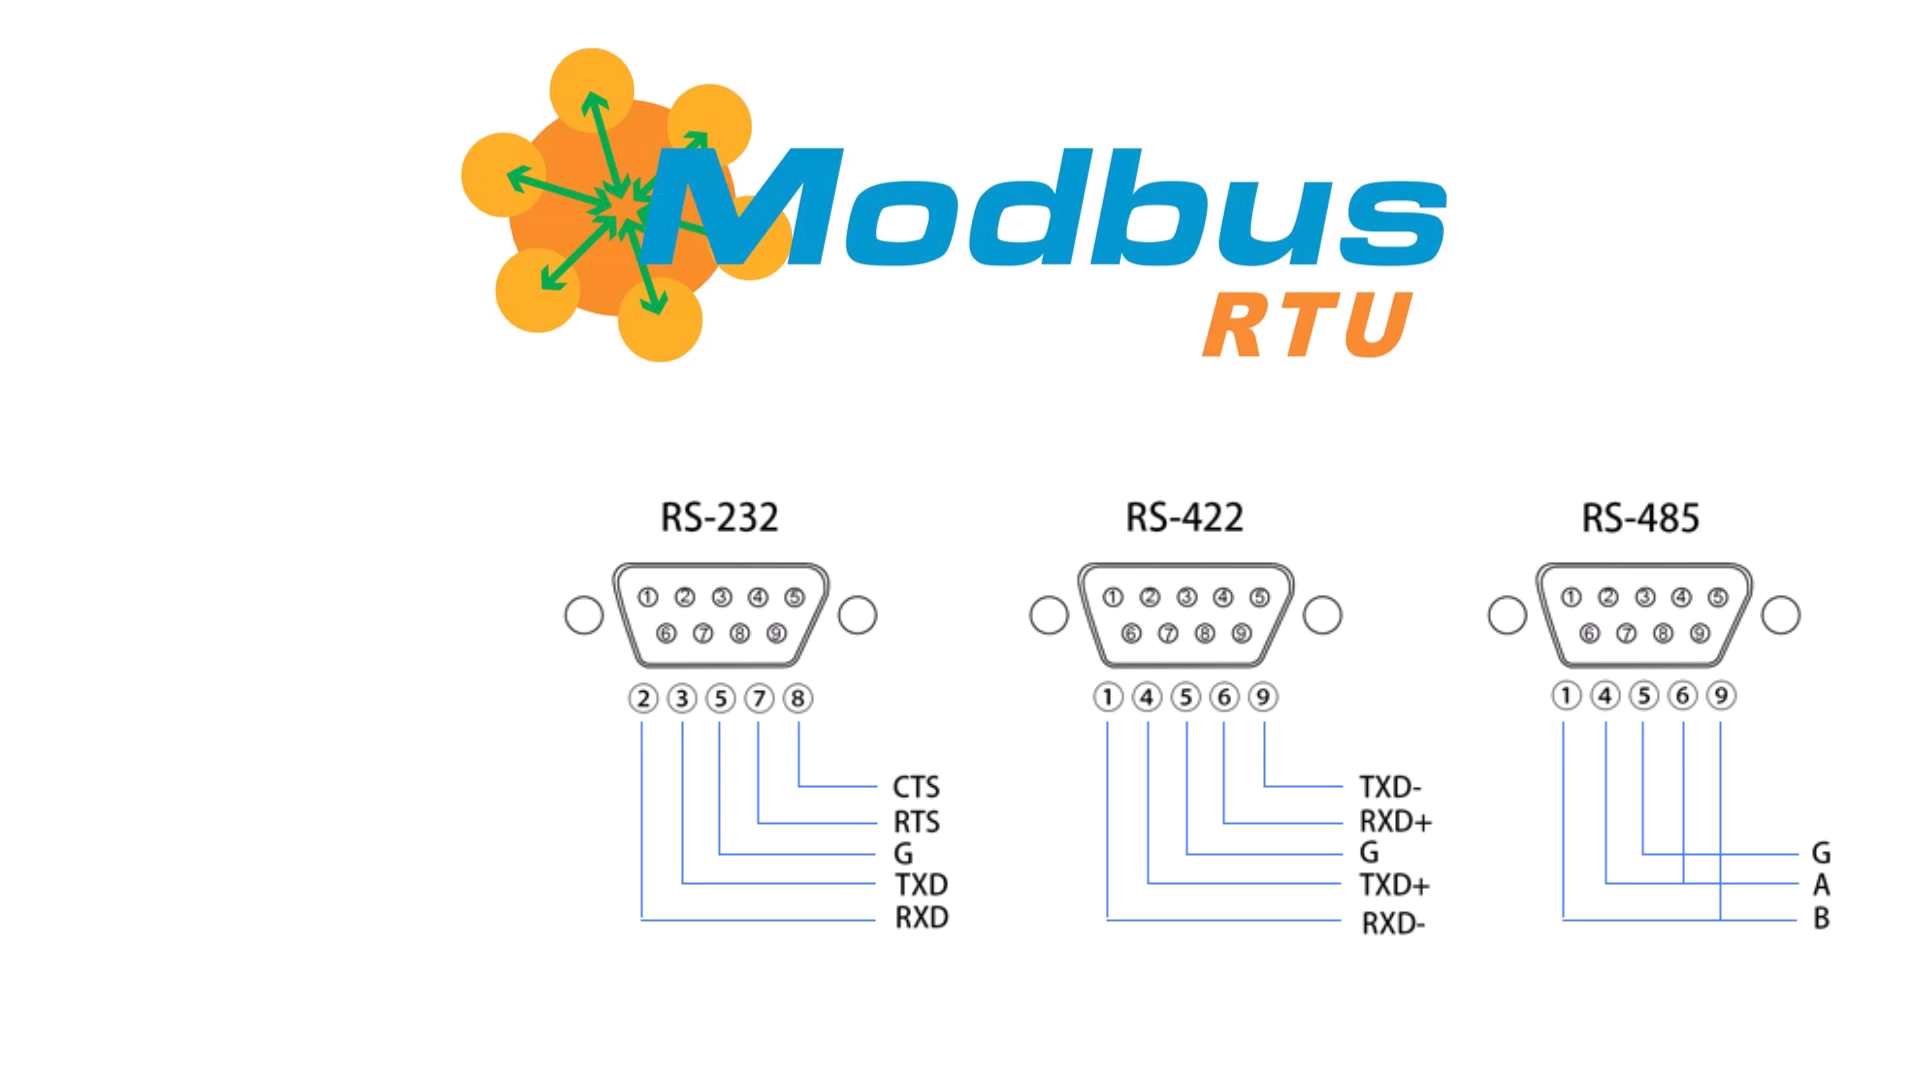 Modbus
RTU
RS-232
RS-422
RS-485
① ② ③ ④ ⑤
⑥ ⑦ ⑧ ⑨
② ③ ⑤ ⑦ ⑧
CTS
RTS
G
TXD
RXD
① ② ③ ④ ⑤
⑥ ⑦ ⑧ ⑨
① ④ ⑤ ⑥ ⑨
TXD-
RXD+
G
TXD+
RXD-
① ② ③ ④ ⑤
⑥ ⑦ ⑧ ⑨
① ④ ⑤ ⑥ ⑨
G
A
B